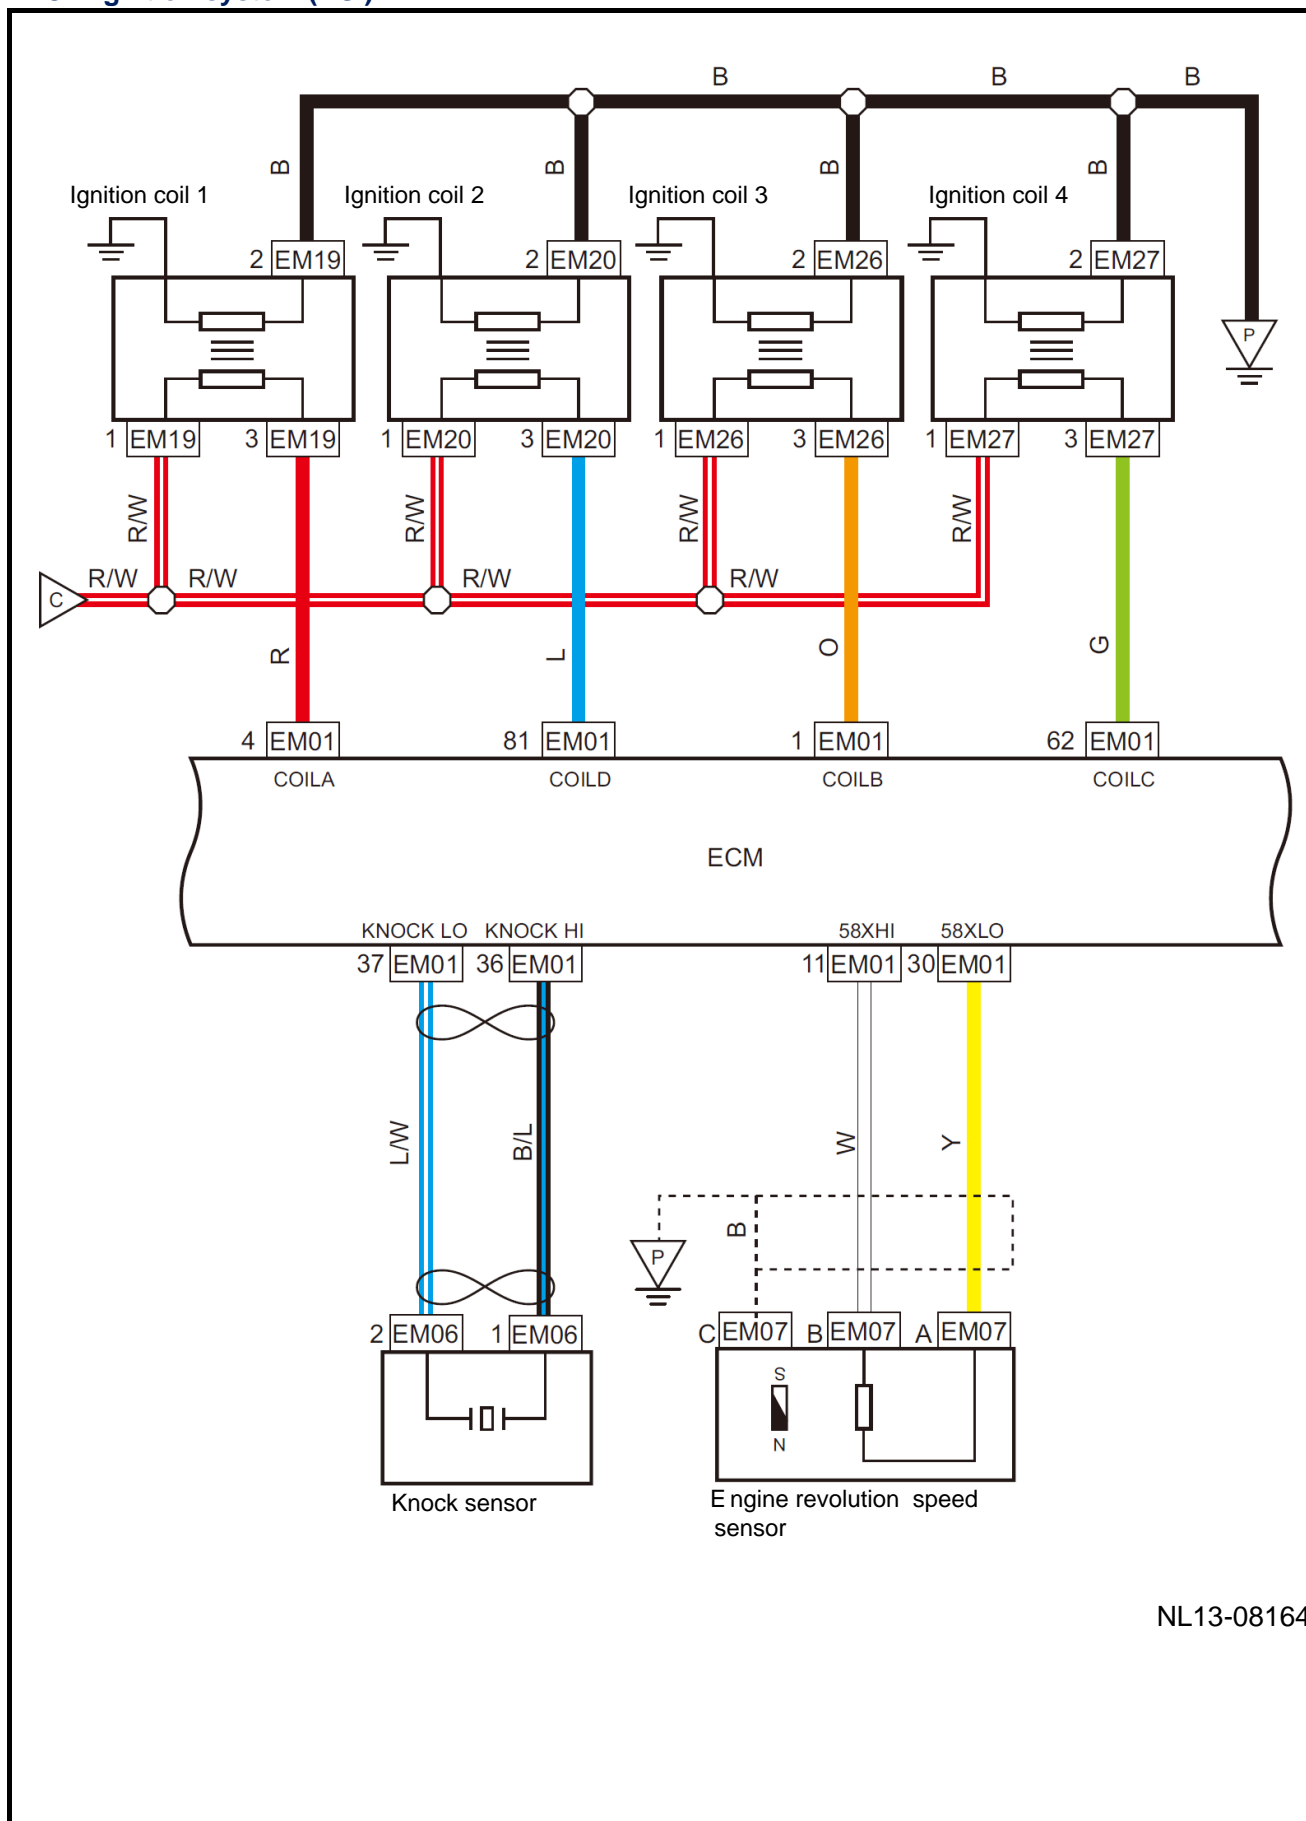 B B B
B B B B
Ignition coil 1 Ignition coil 2 Ignition coil 3 Ignition coil 4
2 EM19 2 EM20 2 EM26 2 EM27
P
1 EM19 3 EM19 1 EM20 3 EM20 1 EM26 3 EM26 1 EM27 3 EM27
R/W R/W R/W R/W
C R/W R/W R/W R/W
R L O G
4 EM01 81 EM01 1 EM01 62 EM01
COILA COILD COILB COILC
ECM
KNOCK LO KNOCK HI 58XHI 58XLO
37 EM01 36 EM01 11 EM01 30 EM01
L/W B/L W Y
B
P
2 EM06 1 EM06 C EM07 B EM07 A EM07
S
N
Knock sensor
Engine revolution speed
sensor
NL13-08164